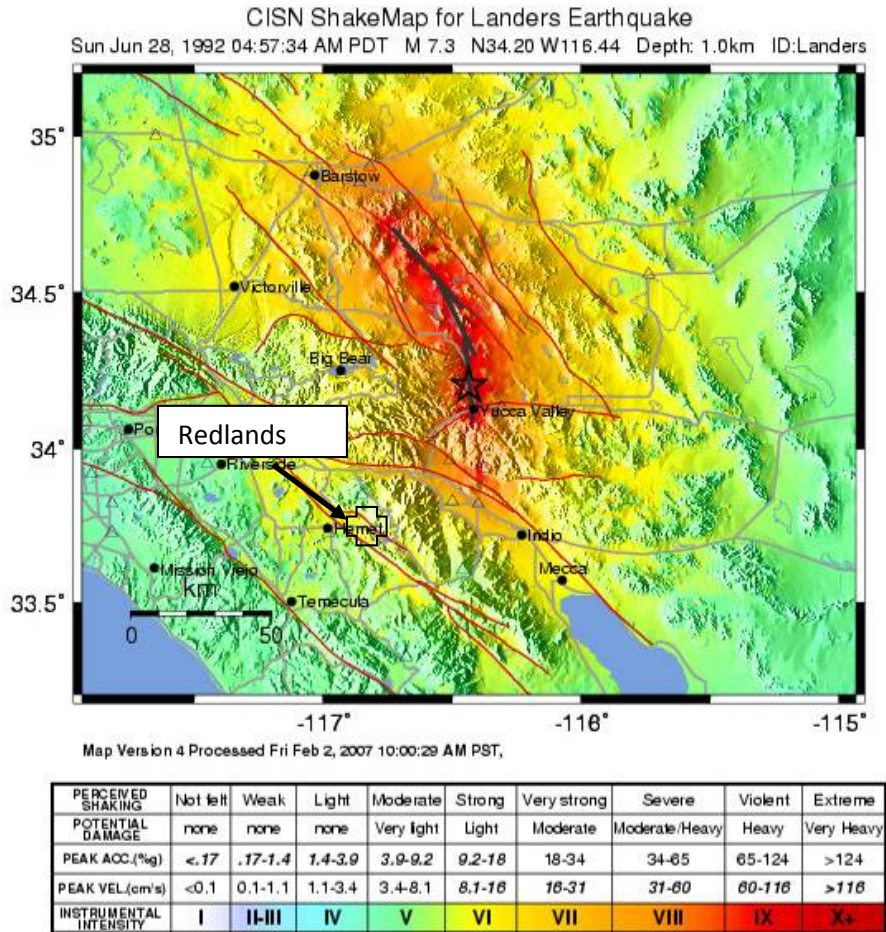 CISN ShakeMap for Landers Earthquake
Sun Jun 28, 1992 04:57:34 AM PDT M 7.3 N34.20 W116.44 Depth: 1.0km ID:Landers
35°
Barstow
34.5°
Victorville
Big Bear
Yucca Valley
Redlands
34°
Po
Riverside
Hemet
Indio
Mission Viejo
Mecca
km
Temecula
33.5°
0 50
-117° -116° -115°
Map Version 4 Processed Fri Feb 2, 2007 10:00:29 AM PST,
PERCEIVED SHAKING Not felt Weak Light Moderate Strong Very strong Severe Violent Extreme
POTENTIAL DAMAGE none none none Very light Light Moderate Moderate/Heavy Heavy Very Heavy
PEAK ACC.(%g) <.17 .17-1.4 1.4-3.9 3.9-9.2 9.2-18 18-34 34-65 65-124 >124
PEAK VEL.(cm/s) <0.1 0.1-1.1 1.1-3.4 3.4-8.1 8.1-16 16-31 31-60 60-116 >116
INSTRUMENTAL INTENSITY I II-III IV V VI VII VIII IX X+